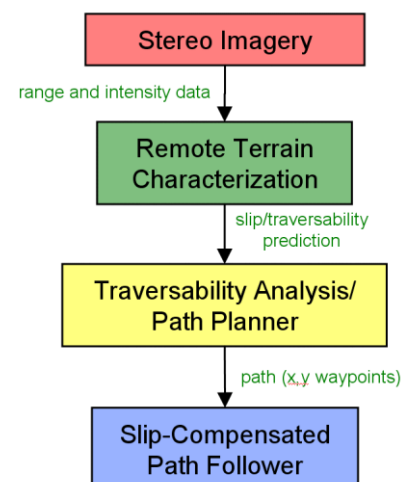 Stereo Imagery
range and intensity data
Remote Terrain
Characterization
slip/traversability
prediction
Traversability Analysis/
Path Planner
path (x,y waypoints)
Slip-Compensated
Path Follower